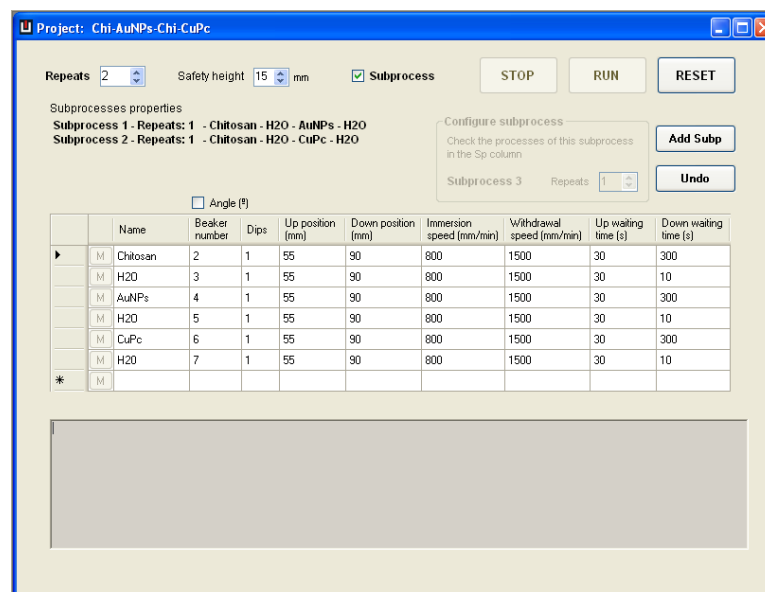 Project: Chi-AuNPs-Chi-CuPc
Repeats 2 Safety height 15 mm Subprocess STOP RUN RESET
Subprocesses properties
Subprocess 1 - Repeats: 1 - Chitosan - H2O - AuNPs - H2O
Subprocess 2 - Repeats: 1 - Chitosan - H2O - CuPc - H2O
Configure subprocess
Check the processes of this subprocess
in the Sp column
Subprocess 3 Repeats 1
Add Subp
Undo
Angle (º)
Name Beaker number Dips Up position (mm) Down position (mm) Immersion speed (mm/min) Withdrawal speed (mm/min) Up waiting time (s) Down waiting time (s)
M Chitosan 2 1 55 90 800 1500 30 300
M H2O 3 1 55 90 800 1500 30 10
M AuNPs 4 1 55 90 800 1500 30 300
M H2O 5 1 55 90 800 1500 30 10
M CuPc 6 1 55 90 800 1500 30 300
M H2O 7 1 55 90 800 1500 30 10
* M